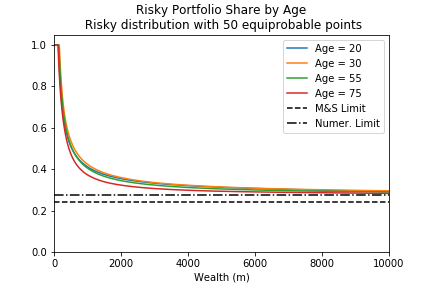 Risky Portfolio Share by Age
Risky distribution with 50 equiprobable points
1.0
0.8
0.6
0.4
0.2
0.0
Age = 20
Age = 30
Age = 55
Age = 75
M&S Limit
Numer. Limit
0 2000 4000 6000 8000 10000
Wealth (m)